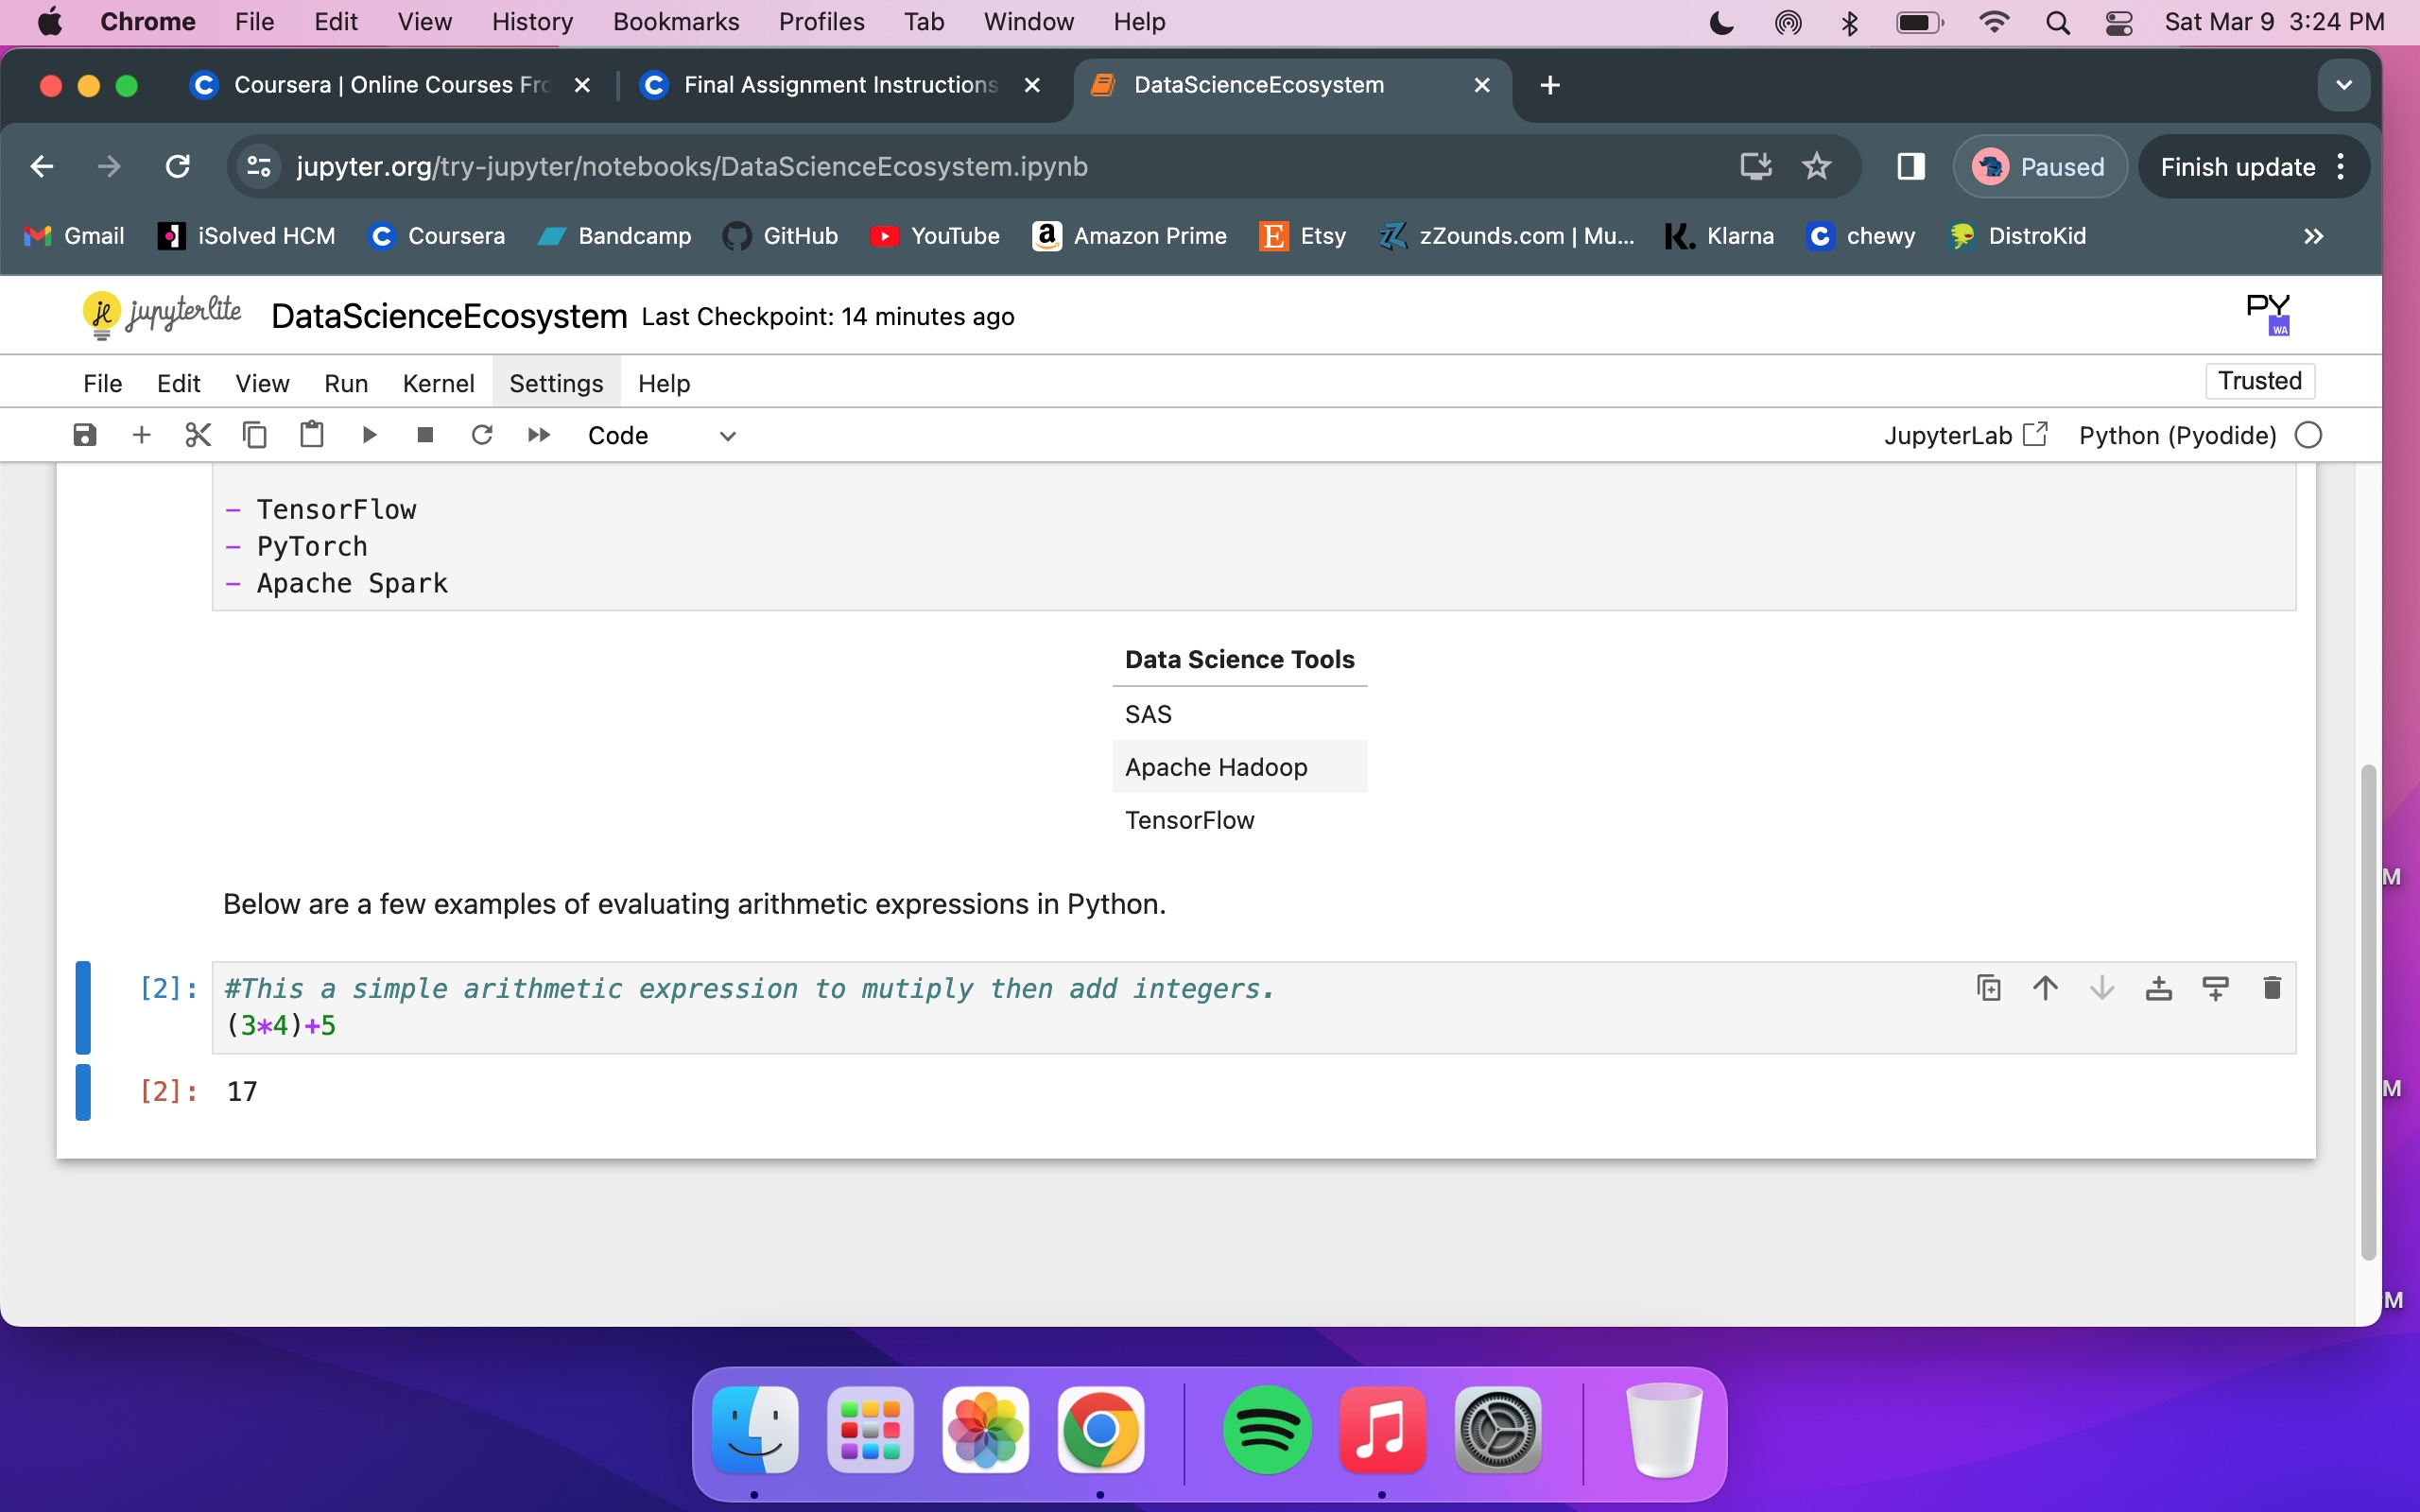 Chrome File Edit View History Bookmarks Profiles Tab Window Help Sat Mar 9 3:24 PM
Coursera | Online Courses Fro Final Assignment Instructions DataScienceEcosystem
jupyter.org/try-jupyter/notebooks/DataScienceEcosystem.ipynb Paused Finish update
Gmail iSolved HCM Coursera Bandcamp GitHub YouTube Amazon Prime Etsy zZounds.com | Mu... Klarna chewy DistroKid
jupyterlite DataScienceEcosystem Last Checkpoint: 14 minutes ago PY WA
File Edit View Run Kernel Settings Help Trusted
Code JupyterLab Python (Pyodide)
- TensorFlow
- PyTorch
- Apache Spark
Data Science Tools
SAS
Apache Hadoop
TensorFlow
Below are a few examples of evaluating arithmetic expressions in Python.
[2]: #This a simple arithmetic expression to mutiply then add integers.
(3*4)+5
[2]: 17
M
M
M